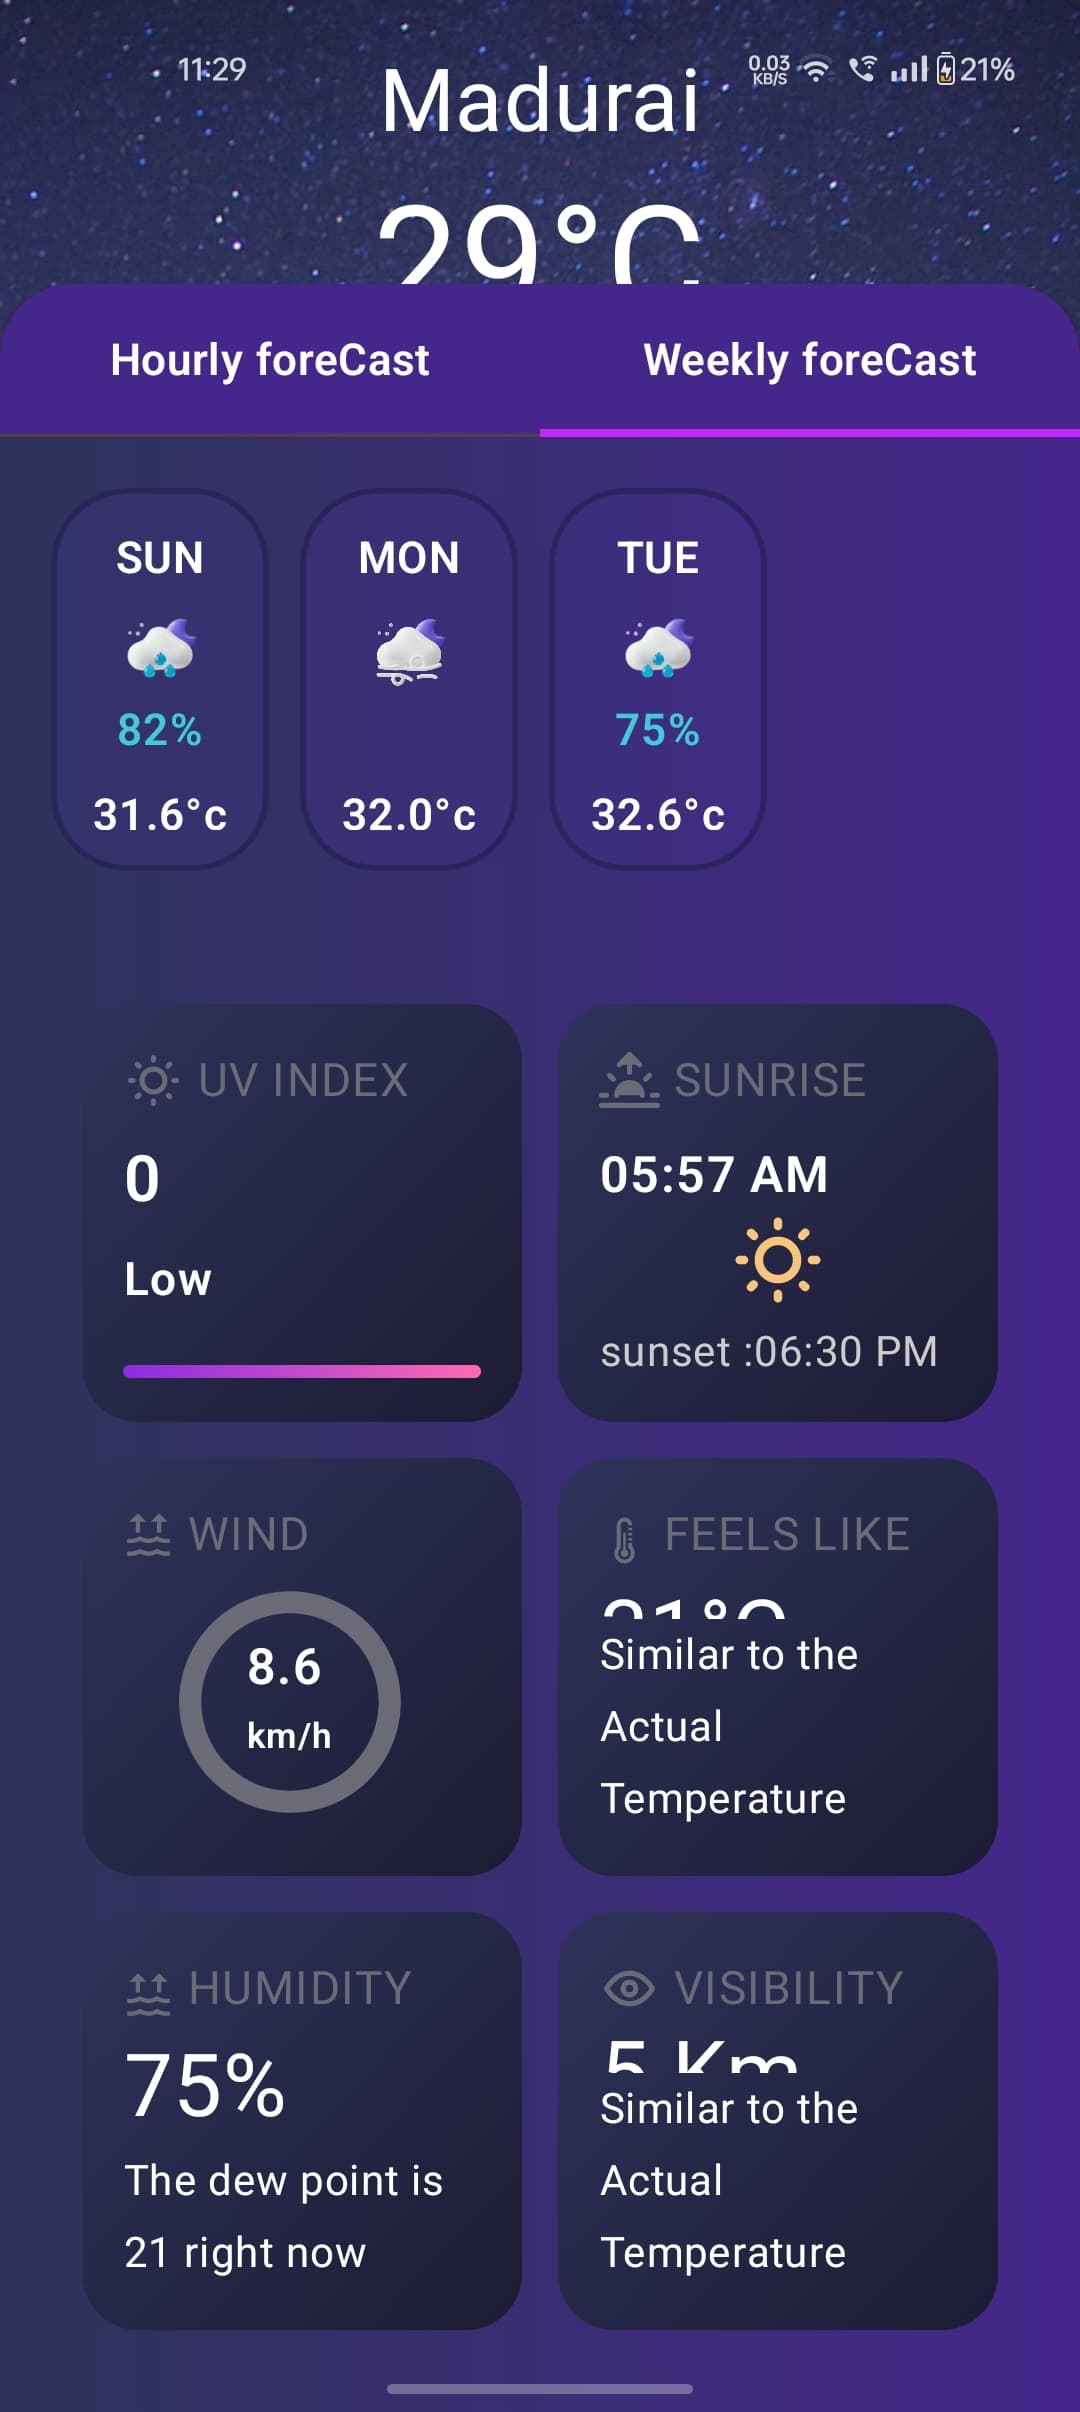 11:29
0.03
KB/S
21%
Madurai
29°C
Hourly foreCast
Weekly foreCast
SUN
MON
TUE
82%
75%
31.6°c
32.0°c
32.6°c
UV INDEX
0
Low
SUNRISE
05:57 AM
sunset :06:30 PM
WIND
8.6
km/h
FEELS LIKE
Similar to the
Actual
Temperature
HUMIDITY
75%
The dew point is
21 right now
VISIBILITY
5 Km
Similar to the
Actual
Temperature